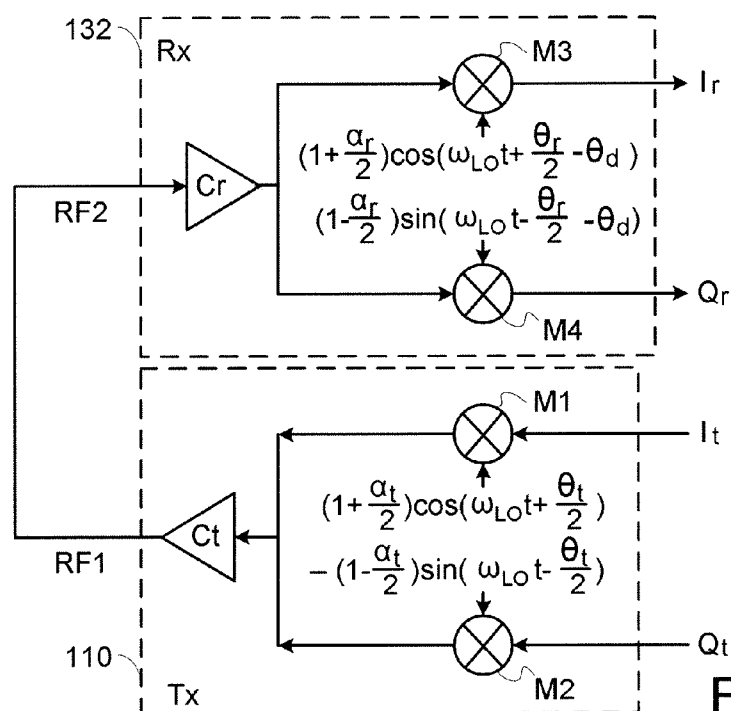 132
Rx
M3
Ir
(1+αr/2)cos(ωLOt+θr/2-θd)
Cr
RF2
(1-αr/2)sin(ωLOt-θr/2-θd)
Qr
M4
M1
It
(1+αt/2)cos(ωLOt+θt/2)
Ct
RF1
-(1-αt/2)sin(ωLOt-θt/2)
110
Qt
Tx
M2
F